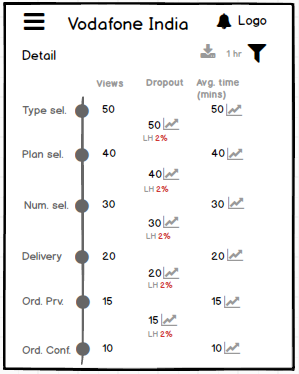 Vodafone India
Logo
Detail
1 hr
Views Dropout Avg. time
(mins)
Type sel. 50 50 50
LH 2%
Plan sel. 40 40 40
LH 2%
Num. sel. 30 30 30
LH 2%
Delivery 20 20 20
LH 2%
Ord. Prv. 15 15 15
LH 2%
Ord. Conf. 10 10